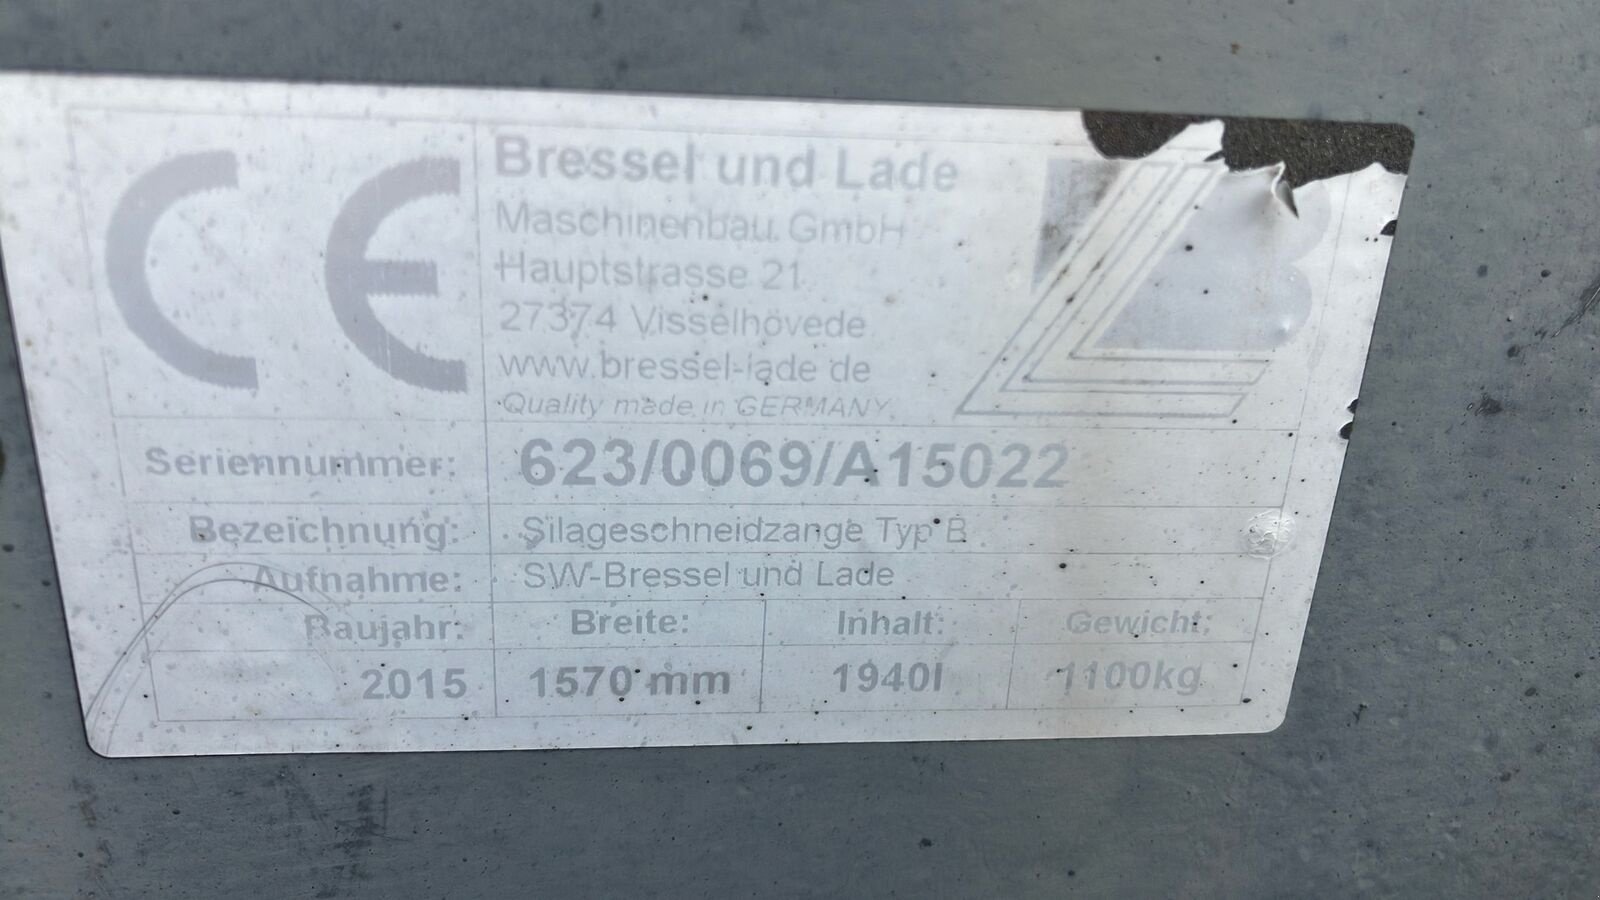 CE
Bressel und Lade
Maschinenbau GmbH
Hauptstrasse 21
27374 Visselhövede
www.bressel-lade.de
Quality made in GERMANY
LB
Seriennummer: 623/0069/A15022
Bezeichnung: Silageschneidzange Typ B
Aufnahme: SW-Bressel und Lade
Baujahr: Breite: Inhalt: Gewicht:
2015 1570 mm 1940l 1100kg